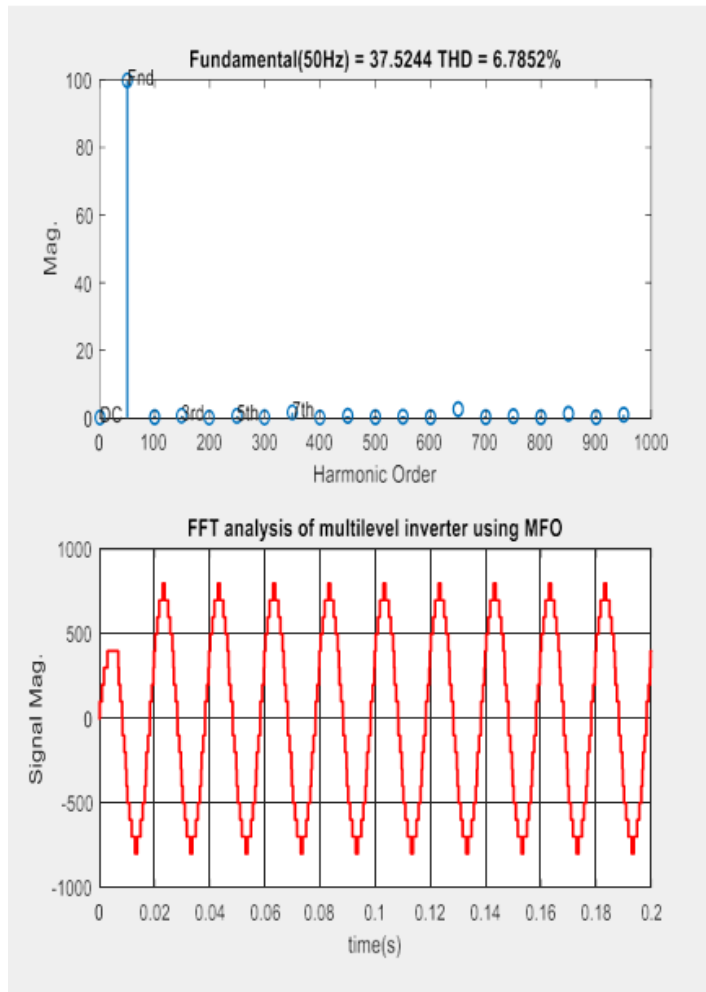 Fundamental(50Hz) = 37.5244 THD = 6.7852%
100
80
60
40
20
0
Mag.
Fnd
DC
3rd
5th
7th
0 100 200 300 400 500 600 700 800 900 1000
Harmonic Order
FFT analysis of multilevel inverter using MFO
1000
500
0
-500
-1000
Signal Mag.
0 0.02 0.04 0.06 0.08 0.1 0.12 0.14 0.16 0.18 0.2
time(s)